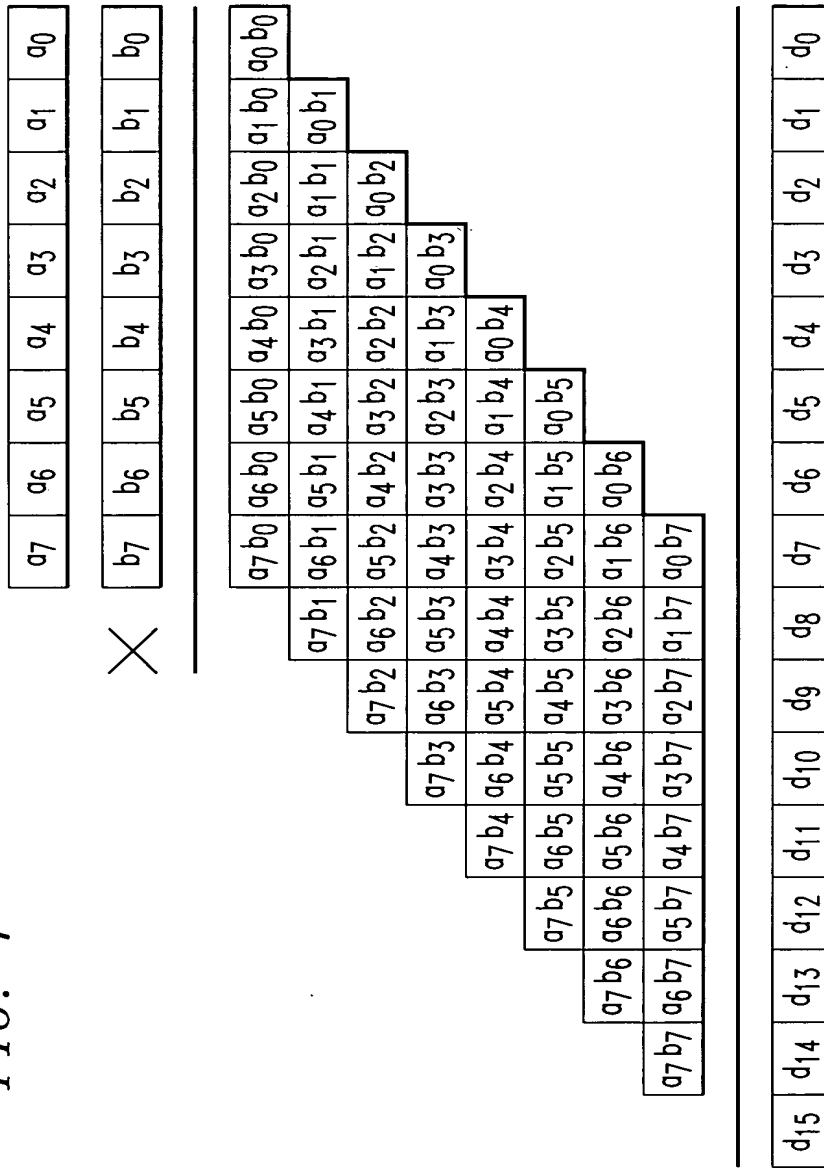 FIG.
a7 a6 a5 a4 a3 a2 a1 a0
× b7 b6 b5 b4 b3 b2 b1 b0
a7b0 a6b0 a5b0 a4b0 a3b0 a2b0 a1b0 a0b0
a7b1 a6b1 a5b1 a4b1 a3b1 a2b1 a1b1 a0b1
a7b2 a6b2 a5b2 a4b2 a3b2 a2b2 a1b2 a0b2
a7b3 a6b3 a5b3 a4b3 a3b3 a2b3 a1b3 a0b3
a7b4 a6b4 a5b4 a4b4 a3b4 a2b4 a1b4 a0b4
a7b5 a6b5 a5b5 a4b5 a3b5 a2b5 a1b5 a0b5
a7b6 a6b6 a5b6 a4b6 a3b6 a2b6 a1b6 a0b6
a7b7 a6b7 a5b7 a4b7 a3b7 a2b7 a1b7 a0b7
d15 d14 d13 d12 d11 d10 d9 d8 d7 d6 d5 d4 d3 d2 d1 d0